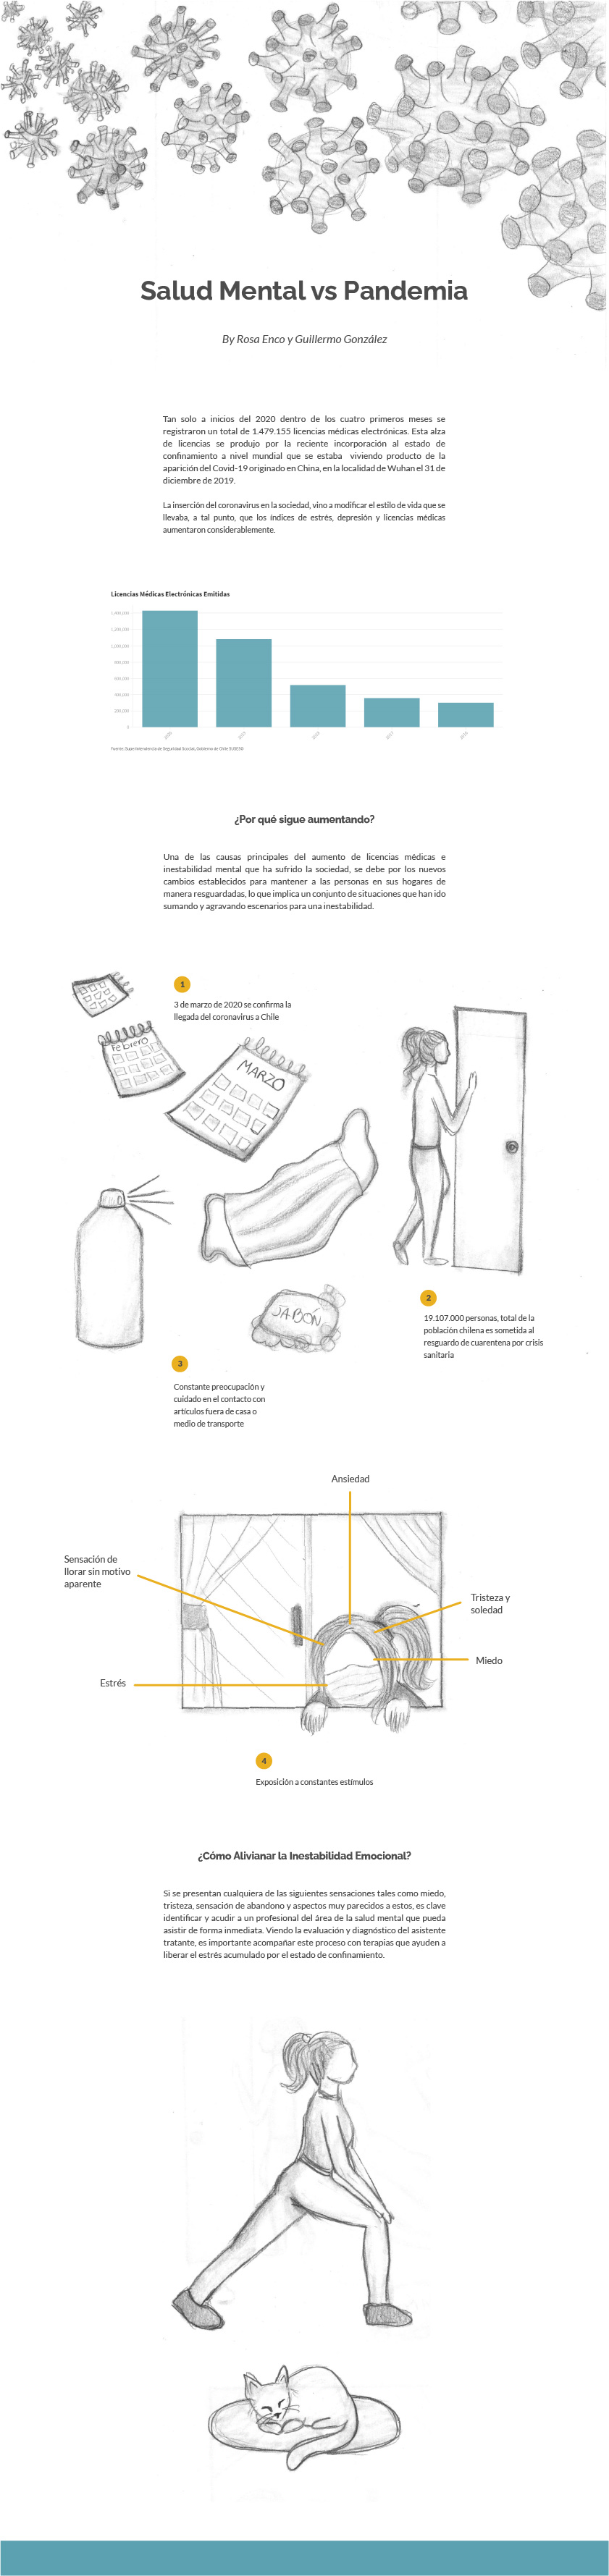 Salud Mental vs Pandemia
By Rosa Enco y Guillermo González
Tan solo a inicios del 2020 dentro de los cuatro primeros meses se
registraron un total de 1.479.155 licencias médicas electrónicas. Esta alza
de licencias se produjo por la reciente incorporación al estado de
confinamiento a nivel mundial que se estaba viviendo producto de la
aparición del Covid-19 originado en China, en la localidad de Wuhan el 31 de
diciembre de 2019.
La inserción del coronavirus en la sociedad, vino a modificar el estilo de vida que se
llevaba, a tal punto, que los índices de estrés, depresión y licencias médicas
aumentaron considerablemente.
Licencias Médicas Electrónicas Emitidas
1,400,000
1,200,000
1,000,000
800,000
600,000
400,000
200,000
0
2020
2019
2018
2017
2016
Fuente: Superintendencia de Seguridad Social, Gobierno de Chile SUSESO
¿Por qué sigue aumentando?
Una de las causas principales del aumento de licencias médicas e
inestabilidad mental que ha sufrido la sociedad, se debe por los nuevos
cambios establecidos para mantener a las personas en sus hogares de
manera resguardadas, lo que implica un conjunto de situaciones que han ido
sumando y agravando escenarios para una inestabilidad.
1
3 de marzo de 2020 se confirma la
llegada del coronavirus a Chile
Febrero
MARZO
JABÓN
2
19.107.000 personas, total de la
población chilena es sometida al
resguardo de cuarentena por crisis
sanitaria
3
Constante preocupación y
cuidado en el contacto con
artículos fuera de casa o
medio de transporte
Ansiedad
Sensación de
llorar sin motivo
aparente
Tristeza y
soledad
Miedo
Estrés
4
Exposición a constantes estímulos
¿Cómo Alivianar la Inestabilidad Emocional?
Si se presentan cualquiera de las siguientes sensaciones tales como miedo,
tristeza, sensación de abandono y aspectos muy parecidos a estos, es clave
identificar y acudir a un profesional del área de la salud mental que pueda
asistir de forma inmediata. Viendo la evaluación y diagnóstico del asistente
tratante, es importante acompañar este proceso con terapias que ayuden a
liberar el estrés acumulado por el estado de confinamiento.